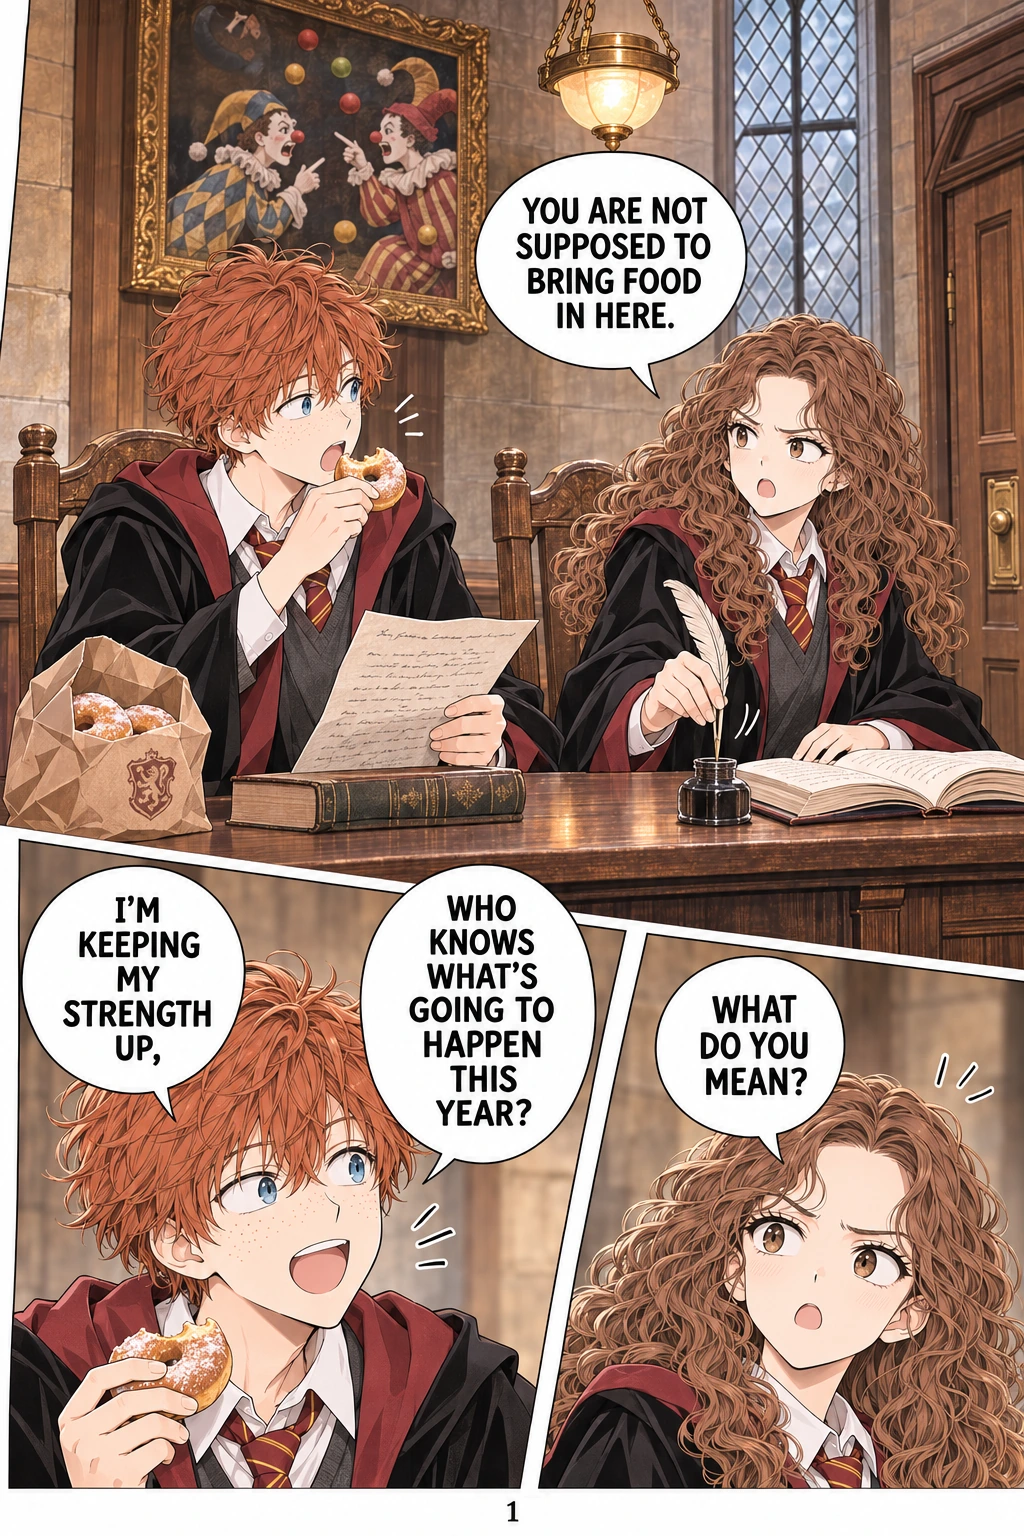 YOU ARE NOT
SUPPOSED TO
BRING FOOD
IN HERE.
I'M
KEEPING
MY
STRENGTH
UP,
WHO
KNOWS
WHAT'S
GOING TO
HAPPEN
THIS
YEAR?
WHAT
DO YOU
MEAN?
1